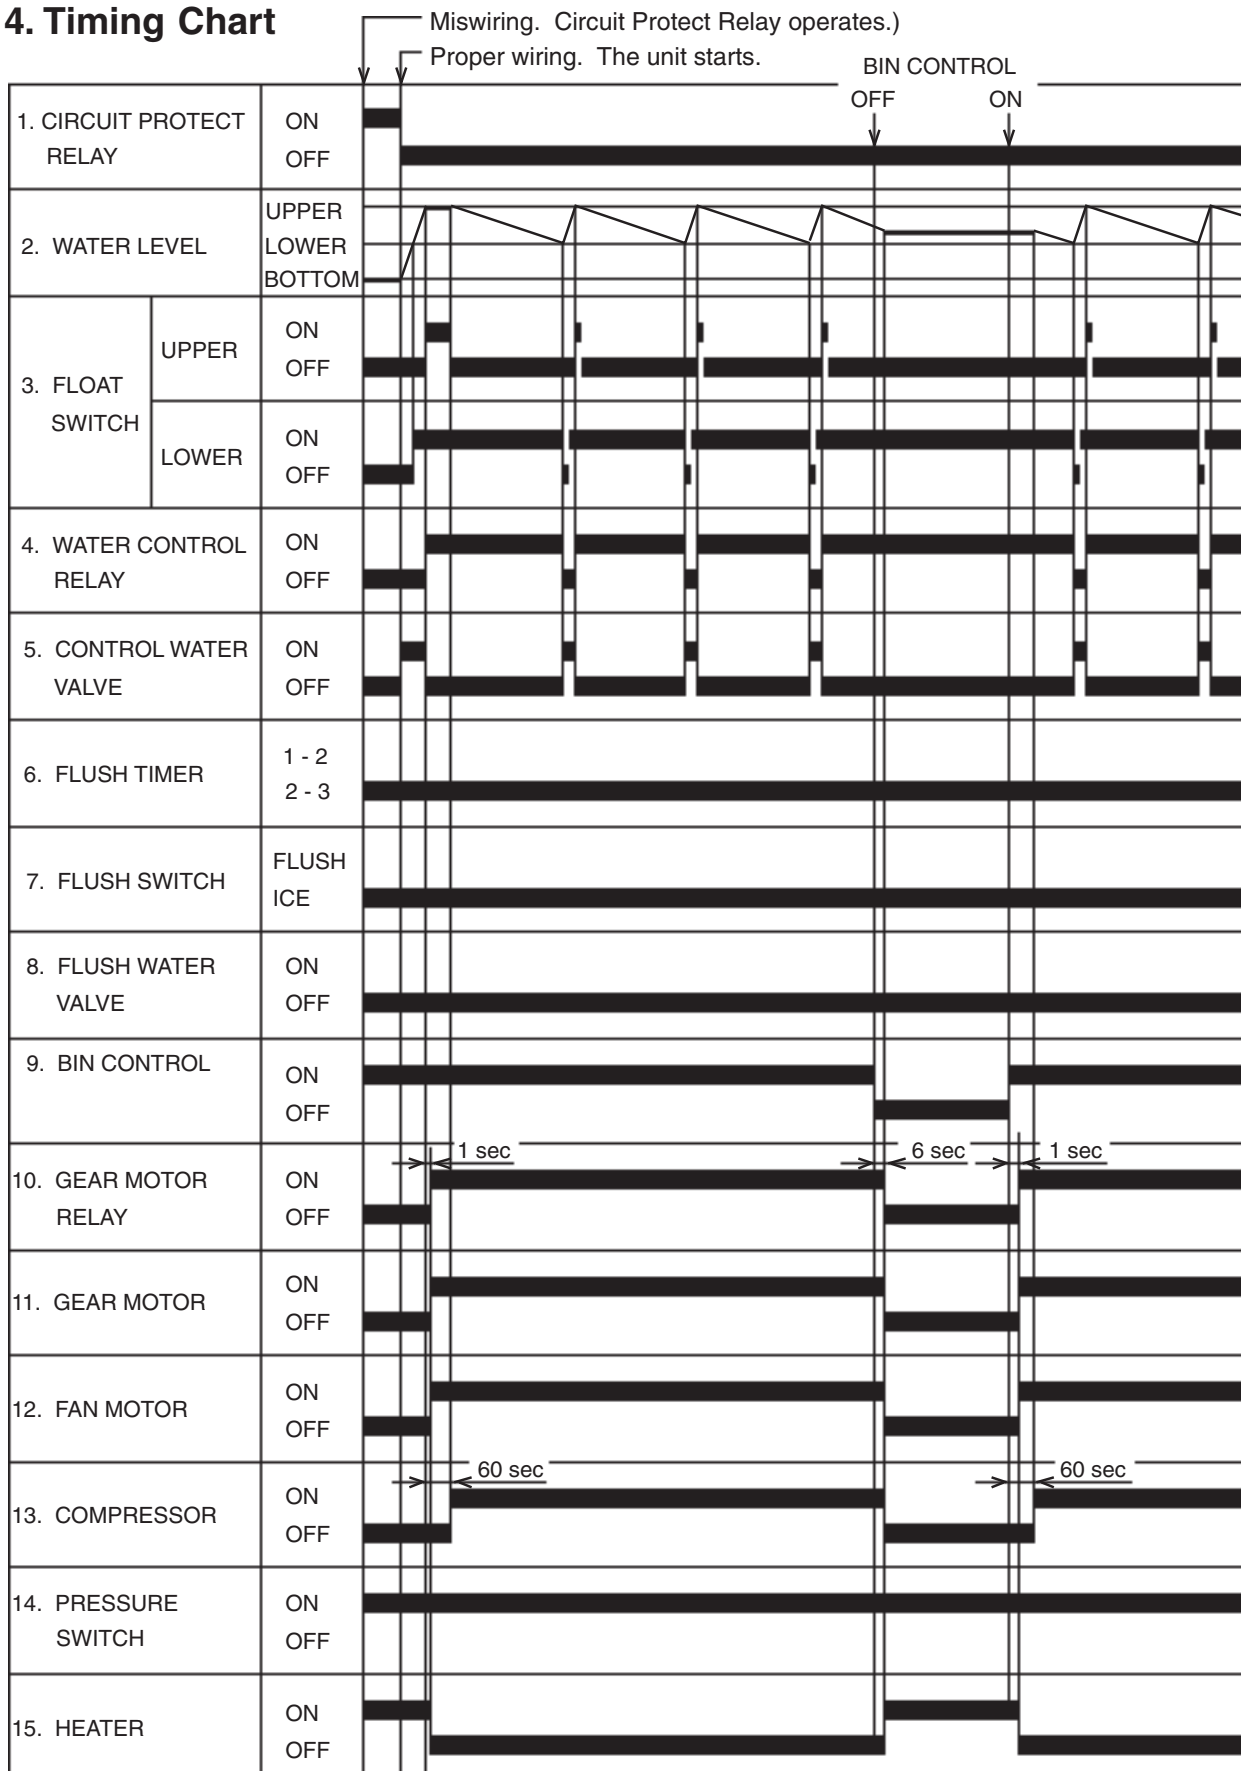 4. Timing Chart
Miswiring. Circuit Protect Relay operates.)
Proper wiring. The unit starts.
BIN CONTROL
OFF ON
1. CIRCUIT PROTECT RELAY
ON
OFF
2. WATER LEVEL
UPPER
LOWER
BOTTOM
3. FLOAT SWITCH
UPPER
ON
OFF
LOWER
ON
OFF
4. WATER CONTROL RELAY
ON
OFF
5. CONTROL WATER VALVE
ON
OFF
6. FLUSH TIMER
1 - 2
2 - 3
7. FLUSH SWITCH
FLUSH
ICE
8. FLUSH WATER VALVE
ON
OFF
9. BIN CONTROL
ON
OFF
1 sec 6 sec 1 sec
10. GEAR MOTOR RELAY
ON
OFF
11. GEAR MOTOR
ON
OFF
12. FAN MOTOR
ON
OFF
60 sec 60 sec
13. COMPRESSOR
ON
OFF
14. PRESSURE SWITCH
ON
OFF
15. HEATER
ON
OFF